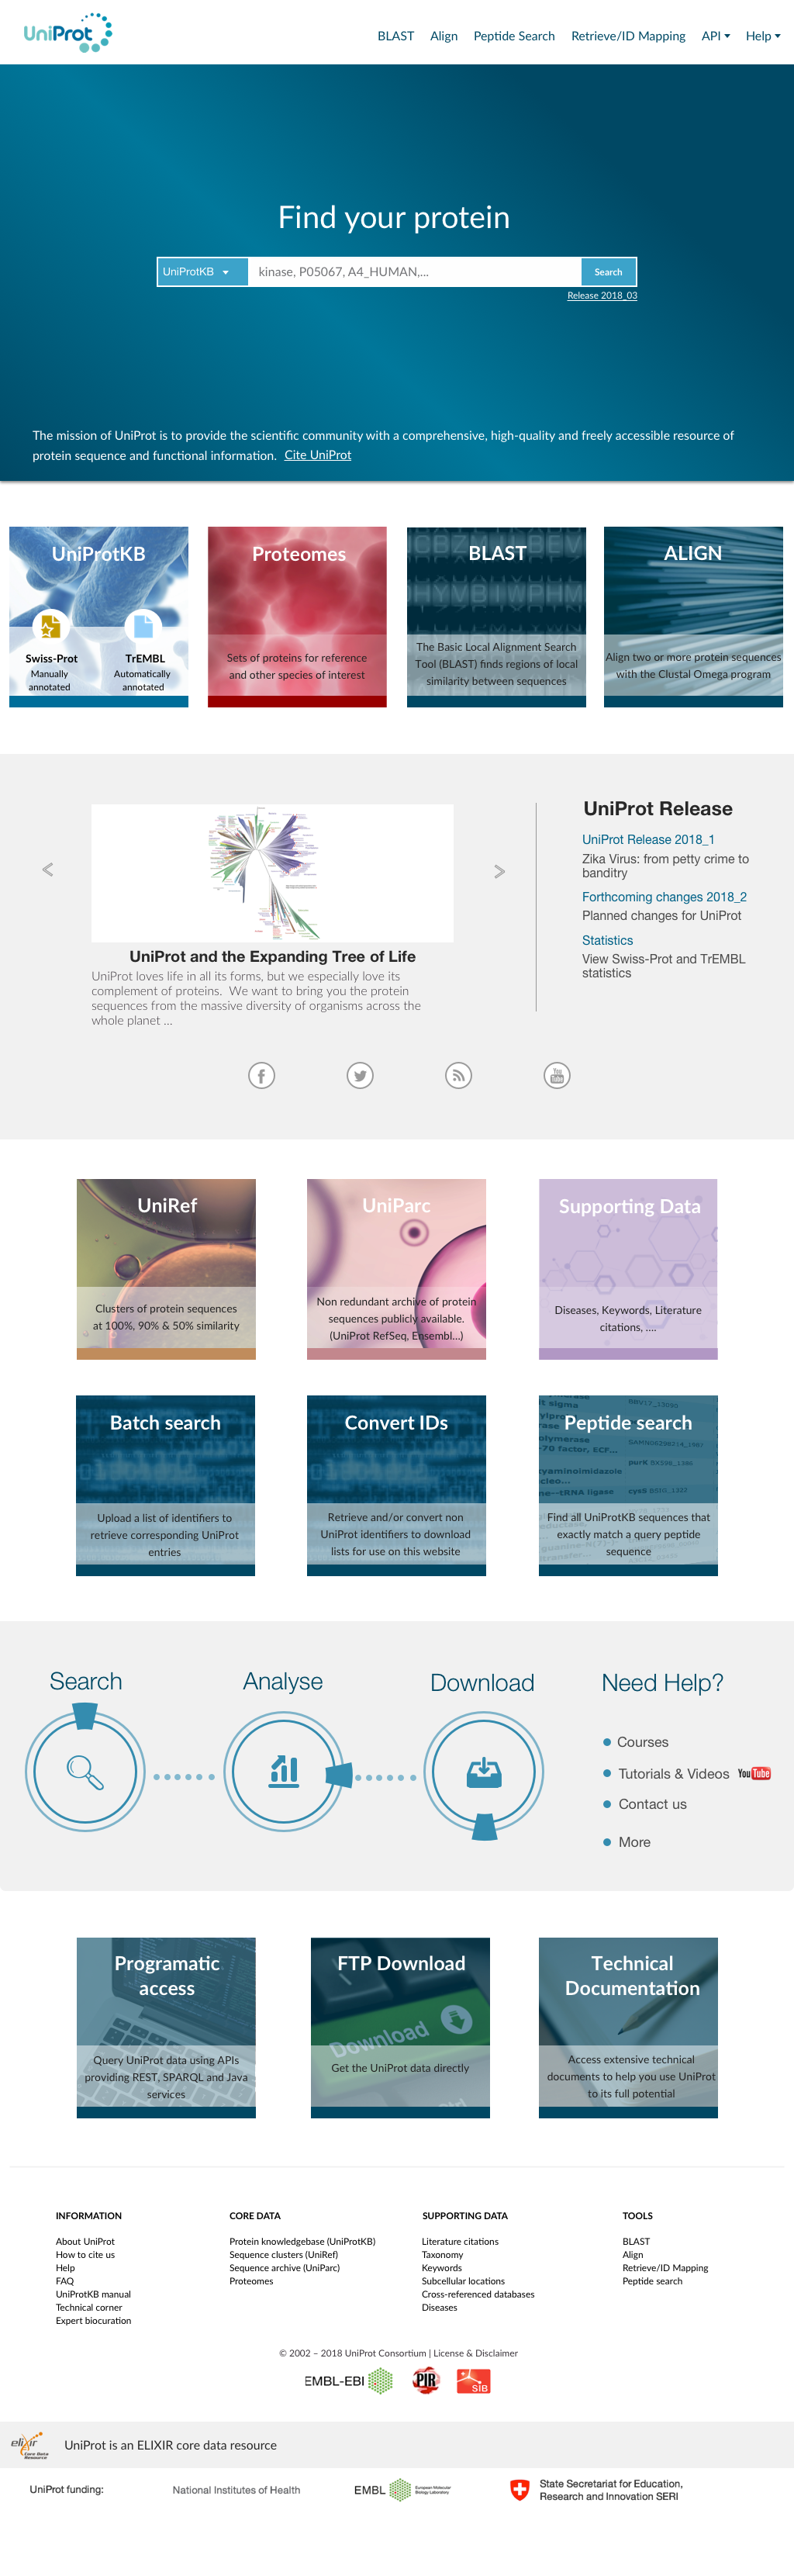 UniProt
BLAST Align Peptide Search Retrieve/ID Mapping API Help
Find your protein
UniProtKB kinase, P05067, A4_HUMAN,... Search
Release 2018_03
The mission of UniProt is to provide the scientific community with a comprehensive, high-quality and freely accessible resource of
protein sequence and functional information. Cite UniProt
UniProtKB
Swiss-Prot
Manually
annotated
TrEMBL
Automatically
annotated
Proteomes
Sets of proteins for reference
and other species of interest
BLAST
The Basic Local Alignment Search
Tool (BLAST) finds regions of local
similarity between sequences
ALIGN
Align two or more protein sequences
with the Clustal Omega program
UniProt and the Expanding Tree of Life
UniProt loves life in all its forms, but we especially love its
complement of proteins. We want to bring you the protein
sequences from the massive diversity of organisms across the
whole planet ...
UniProt Release
UniProt Release 2018_1
Zika Virus: from petty crime to
banditry
Forthcoming changes 2018_2
Planned changes for UniProt
Statistics
View Swiss-Prot and TrEMBL
statistics
You
Tube
UniRef
Clusters of protein sequences
at 100%, 90% & 50% similarity
UniParc
Non redundant archive of protein
sequences publicly available.
(UniProt RefSeq, Ensembl...)
Supporting Data
Diseases, Keywords, Literature
citations, ....
Batch search
Upload a list of identifiers to
retrieve corresponding UniProt
entries
Convert IDs
Retrieve and/or convert non
UniProt identifiers to download
lists for use on this website
Peptide search
Find all UniProtKB sequences that
exactly match a query peptide
sequence
Search
Analyse
Download
Need Help?
Courses
Tutorials & Videos YouTube
Contact us
More
Programatic
access
Query UniProt data using APIs
providing REST, SPARQL and Java
services
FTP Download
Download
Get the UniProt data directly
Technical
Documentation
Access extensive technical
documents to help you use UniProt
to its full potential
INFORMATION
About UniProt
How to cite us
Help
FAQ
UniProtKB manual
Technical corner
Expert biocuration
CORE DATA
Protein knowledgebase (UniProtKB)
Sequence clusters (UniRef)
Sequence archive (UniParc)
Proteomes
SUPPORTING DATA
Literature citations
Taxonomy
Keywords
Subcellular locations
Cross-referenced databases
Diseases
TOOLS
BLAST
Align
Retrieve/ID Mapping
Peptide search
© 2002 – 2018 UniProt Consortium | License & Disclaimer
EMBL-EBI PIR SIB
elixir
Core Data
Resource
UniProt is an ELIXIR core data resource
UniProt funding:
National Institutes of Health
EMBL
European Molecular
Biology Laboratory
State Secretariat for Education,
Research and Innovation SERI